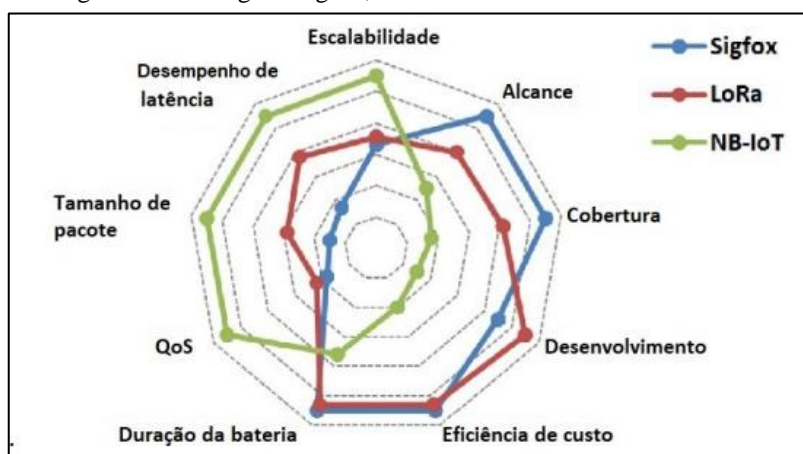 Escalabilidade
Sigfox
LoRa
NB-IoT
Desempenho de
latência
Alcance
Tamanho de
pacote
Cobertura
QoS
Desenvolvimento
Duração da bateria
Eficiência de custo
.